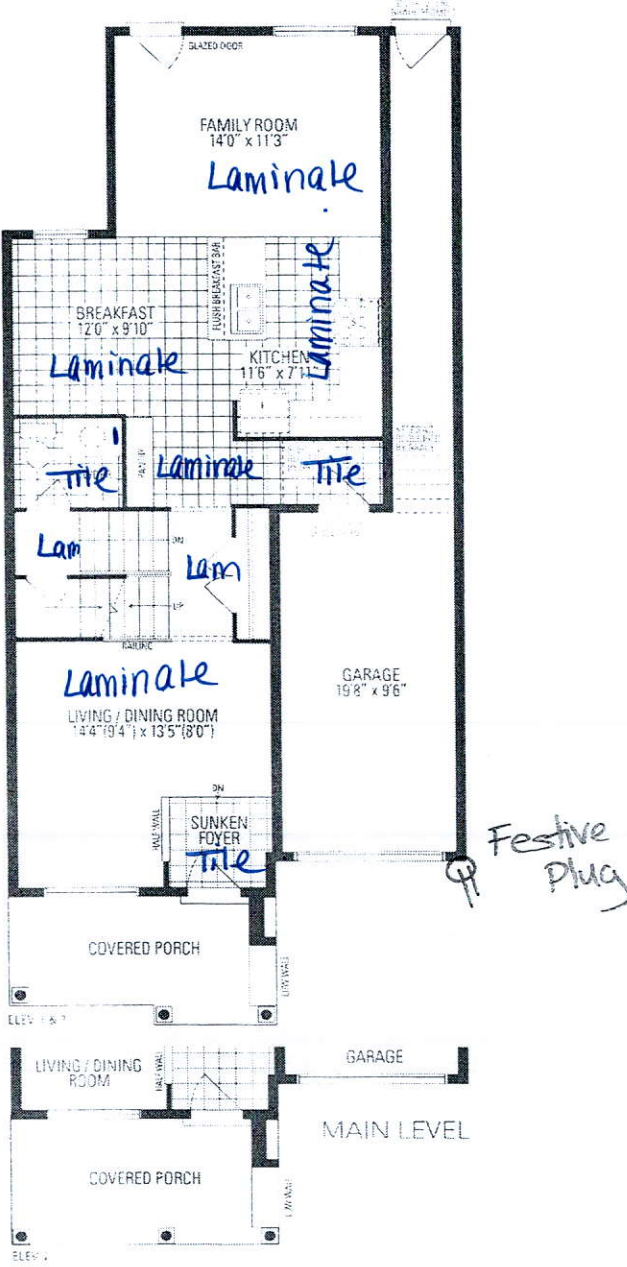 GLAZED DOOR
FAMILY ROOM
14'0" x 11'3"
Laminate
Laminate
FLUSH BREAKFAST BAR
BREAKFAST
12'0" x 9'10"
Laminate
KITCHEN
11'6" x 7'11"
Tile
PANTRY
Laminate
Tile
Lam
DN
Lam
UP
RAILING
Laminate
LIVING / DINING ROOM
14'4"(9'4") x 13'5"(8'0")
GARAGE
19'8" x 9'6"
DN
HALF WALL
SUNKEN
FOYER
Tile
Festive
Plug
COVERED PORCH
LOW WALL
LIVING / DINING
ROOM
HALF WALL
GARAGE
MAIN LEVEL
COVERED PORCH
LOW WALL